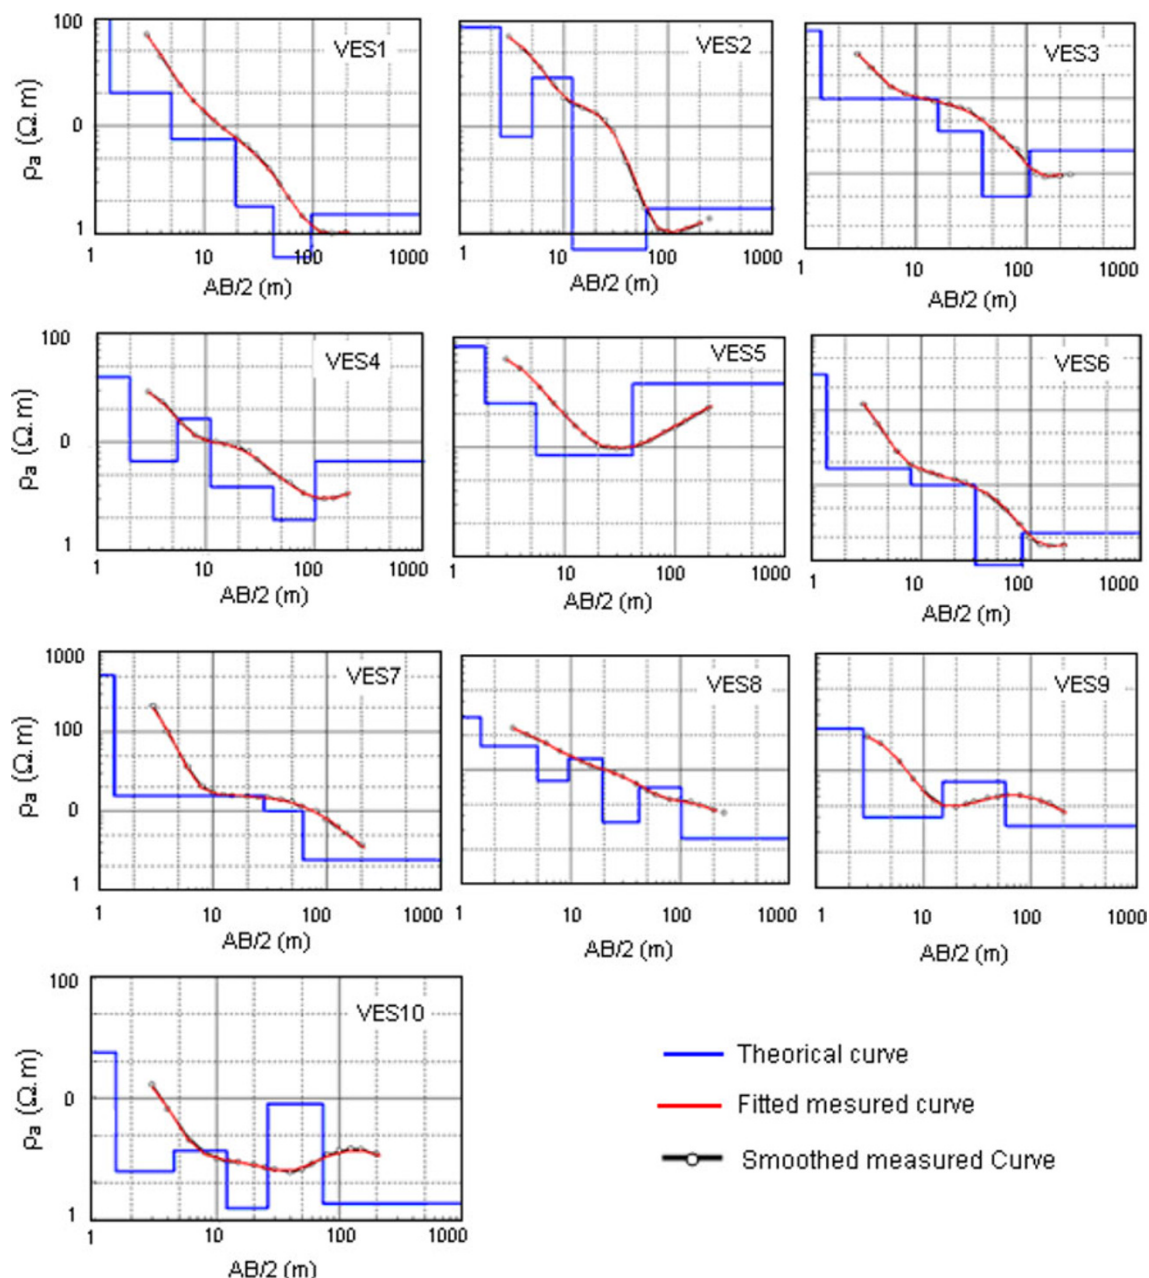 100
VES1
0
1
1 10 100 1000
ρa (Ω.m)
AB/2 (m)
VES2
1 10 100 1000
AB/2 (m)
VES3
10 100 1000
AB/2 (m)
100
VES4
0
1
1 10 100 1000
ρa (Ω.m)
AB/2 (m)
VES5
1 10 100 1000
AB/2 (m)
VES6
1 10 100 1000
AB/2 (m)
1000
VES7
100
0
1
1 10 100 1000
ρa (Ω.m)
AB/2 (m)
VES8
1 10 100 1000
AB/2 (m)
VES9
1 10 100 1000
AB/2 (m)
100
VES10
0
1
1 10 100 1000
ρa (Ω.m)
AB/2 (m)
Theorical curve
Fitted mesured curve
Smoothed measured Curve